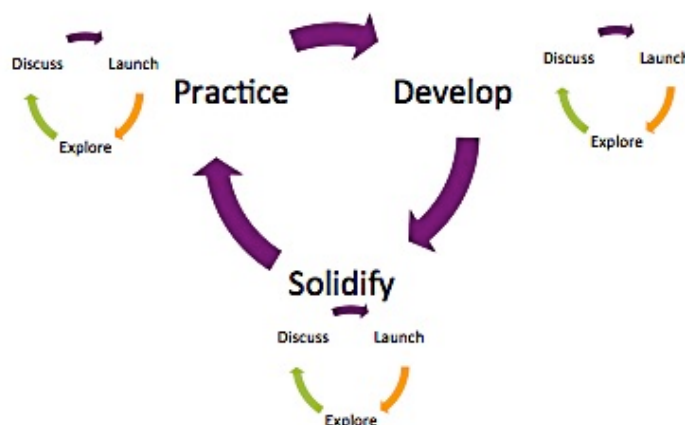 Discuss Launch
Explore
Practice Develop
Discuss Launch
Explore
Solidify
Discuss Launch
Explore